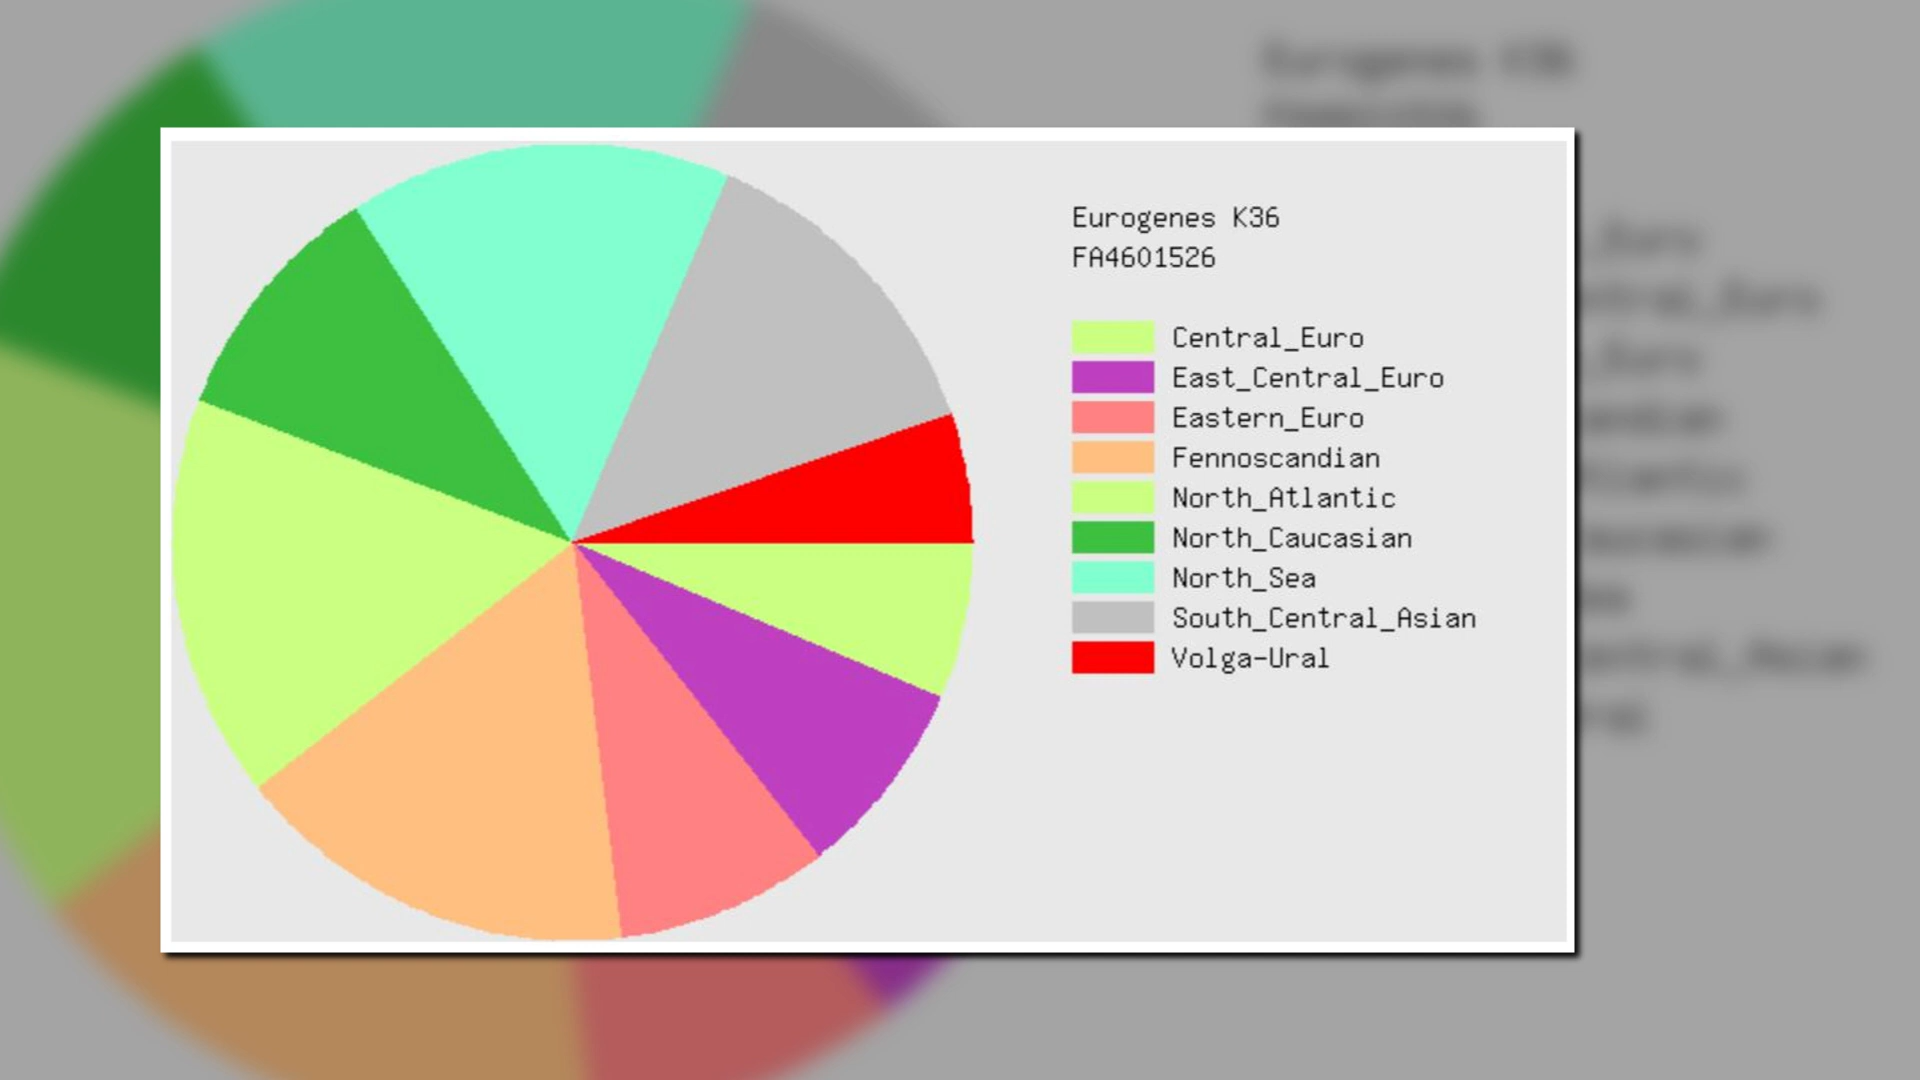 Eurogenes K36
FA4601526
Central_Euro
East_Central_Euro
Eastern_Euro
Fennoscandian
North_Atlantic
North_Caucasian
North_Sea
South_Central_Asian
Volga-Ural